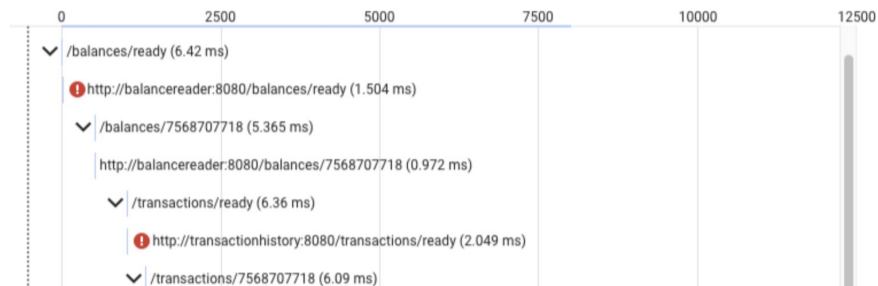 0 2500 5000 7500 10000 12500
/balances/ready (6.42 ms)
http://balancereader:8080/balances/ready (1.504 ms)
/balances/7568707718 (5.365 ms)
http://balancereader:8080/balances/7568707718 (0.972 ms)
/transactions/ready (6.36 ms)
http://transactionhistory:8080/transactions/ready (2.049 ms)
/transactions/7568707718 (6.09 ms)